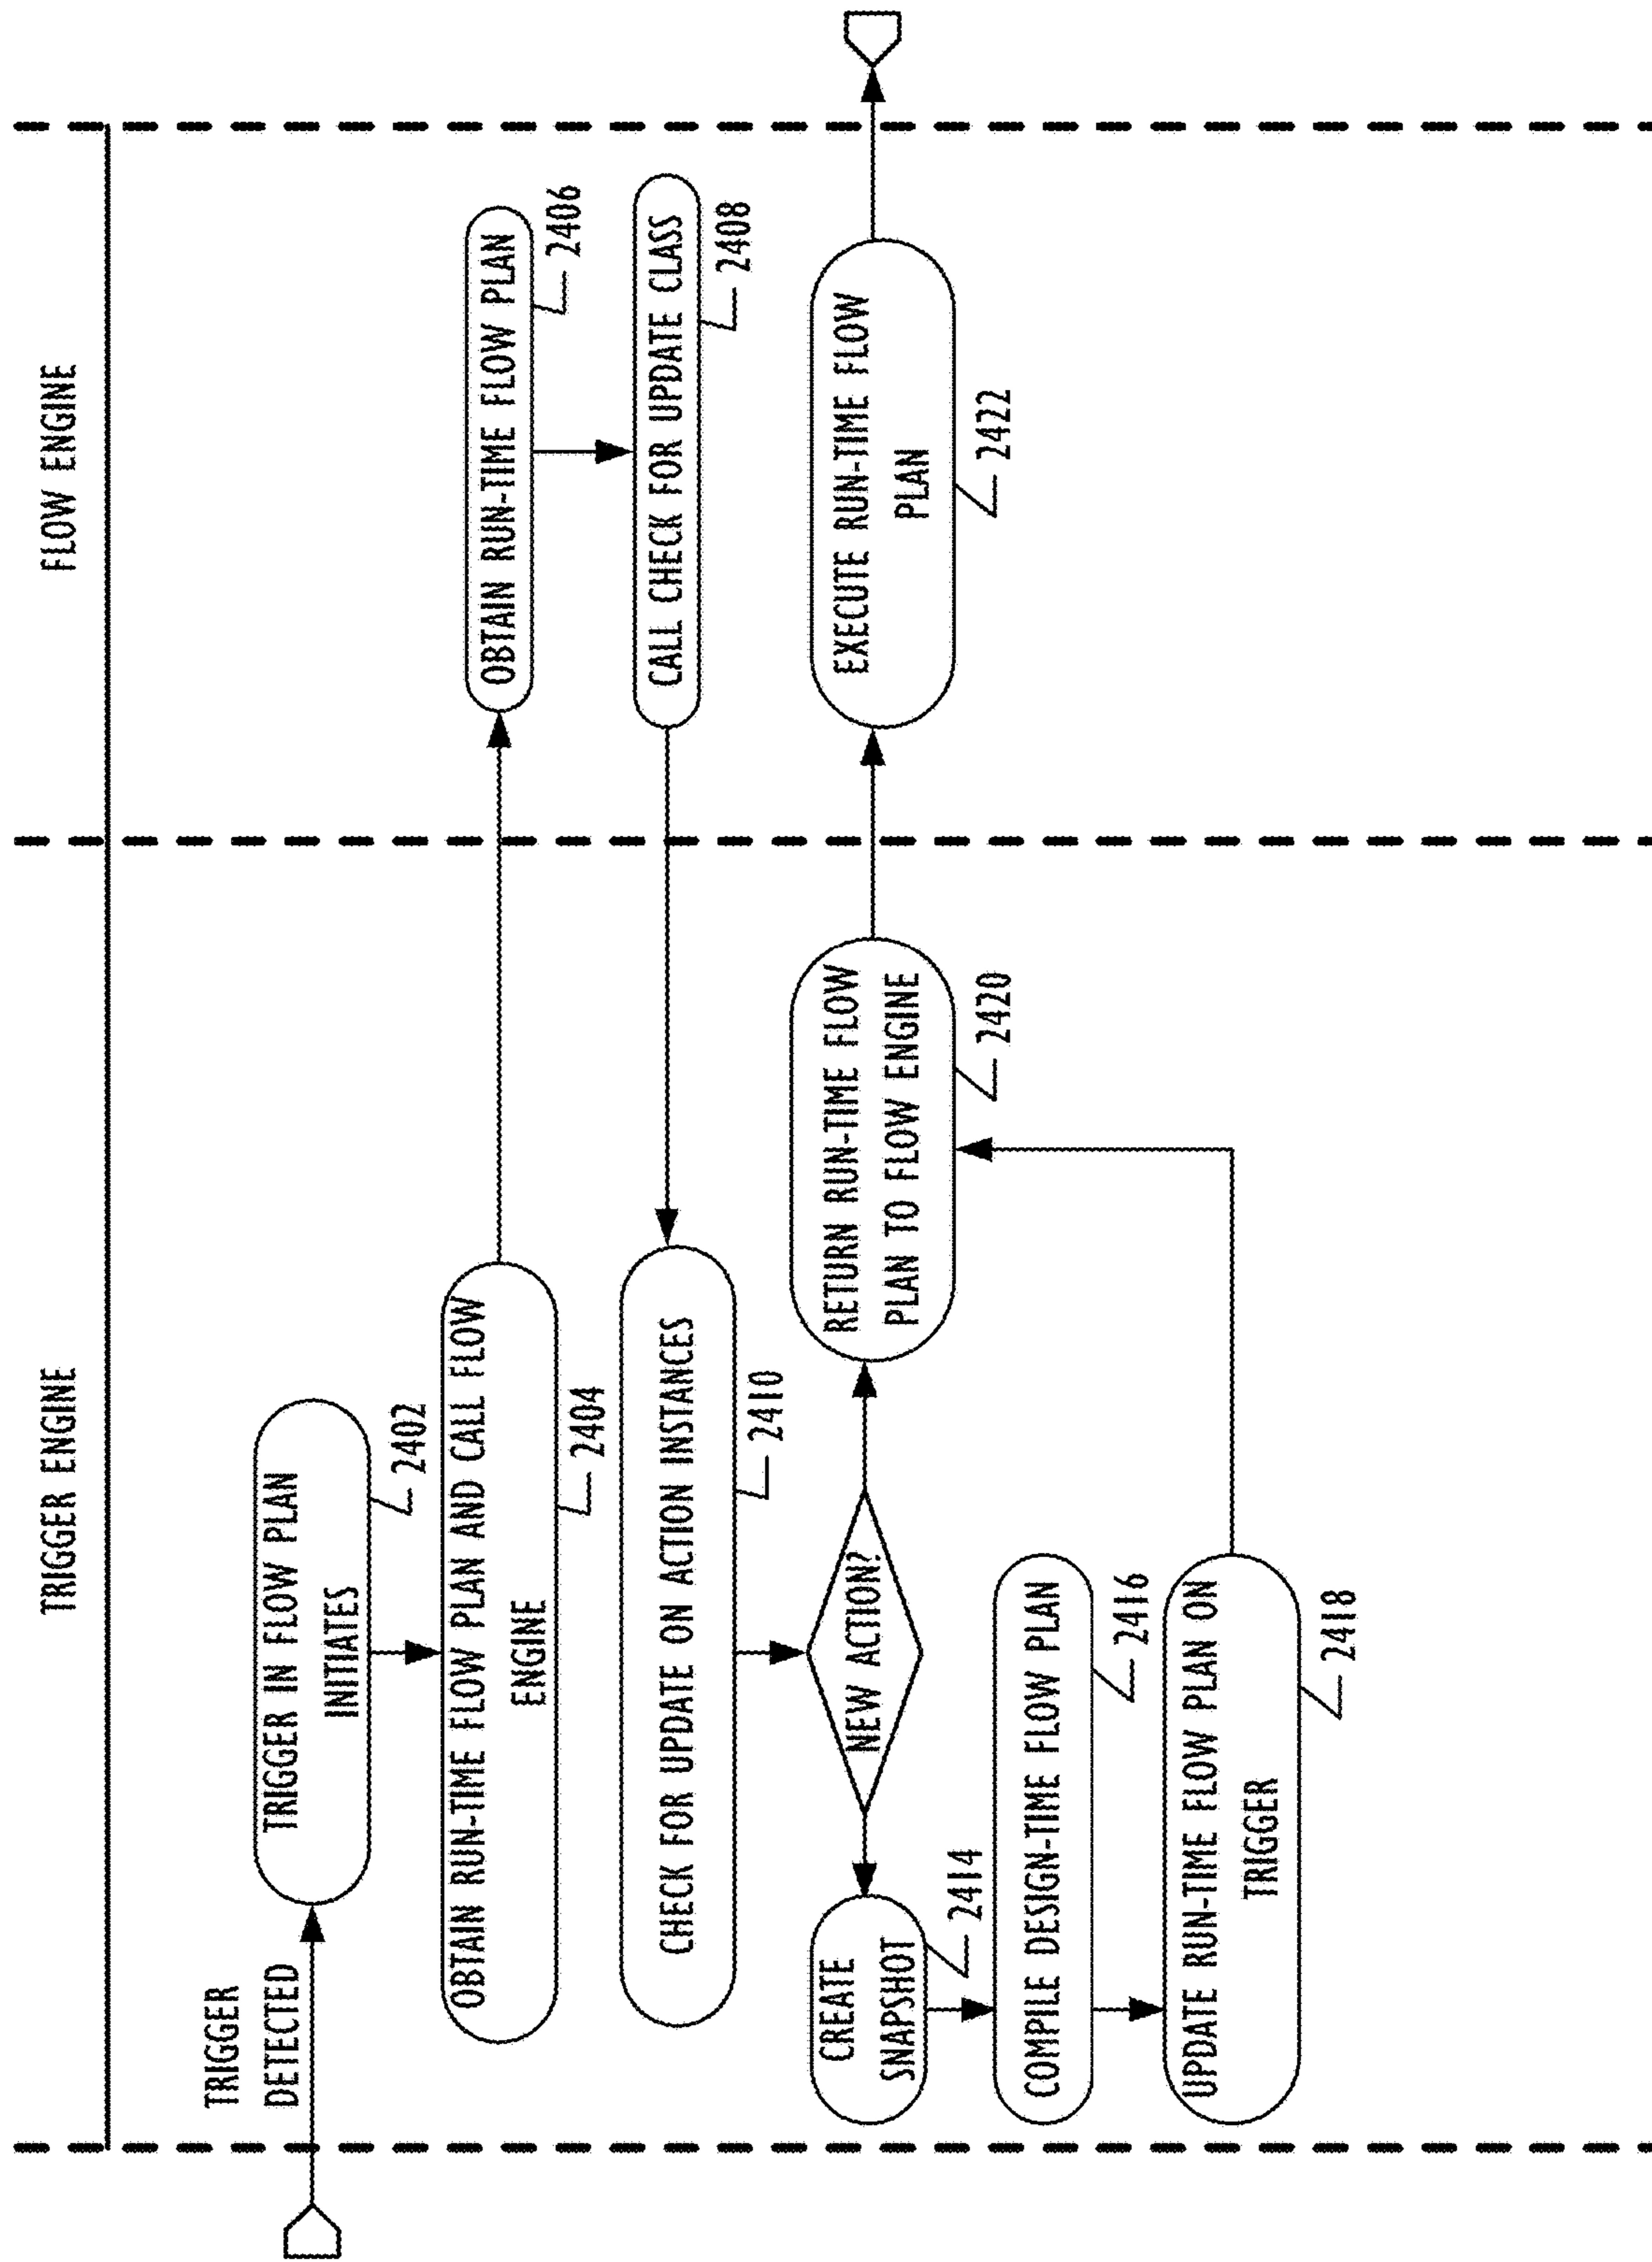 TRIGGER ENGINE
FLOW ENGINE
TRIGGER
DETECTED
TRIGGER IN FLOW PLAN
INITIATES
2402
OBTAIN RUN-TIME FLOW PLAN AND CALL FLOW
ENGINE
2404
OBTAIN RUN-TIME FLOW PLAN
2406
CALL CHECK FOR UPDATE CLASS
2408
CHECK FOR UPDATE ON ACTION INSTANCES
2410
NEW ACTION?
CREATE
SNAPSHOT
2414
COMPILE DESIGN-TIME FLOW PLAN
2416
UPDATE RUN-TIME FLOW PLAN ON
TRIGGER
2418
RETURN RUN-TIME FLOW
PLAN TO FLOW ENGINE
2420
EXECUTE RUN-TIME FLOW
PLAN
2422